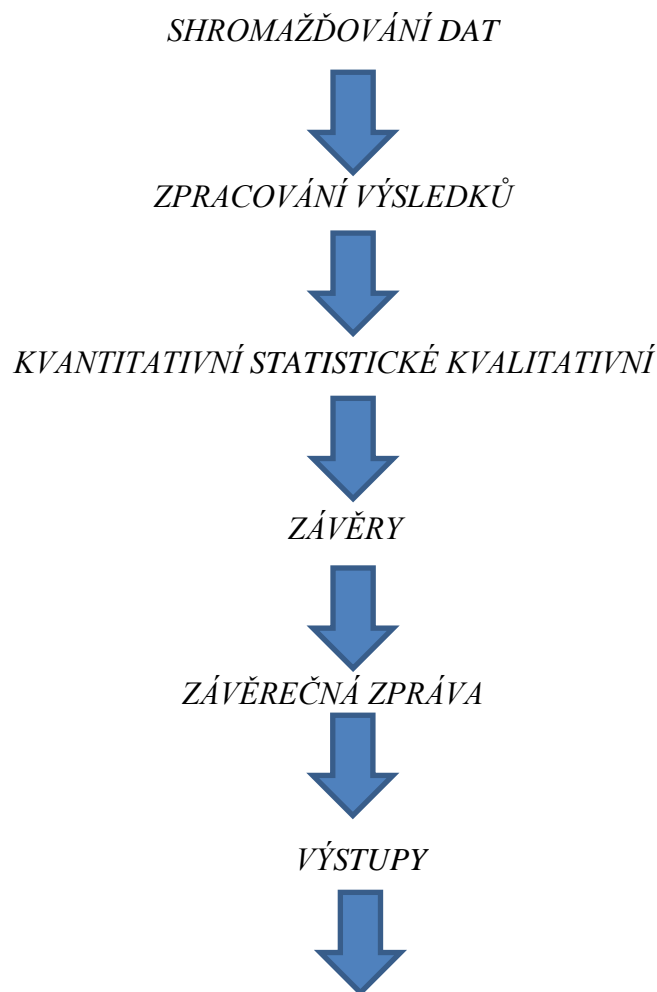 SHROMAŽĎOVÁNÍ DAT
ZPRACOVÁNÍ VÝSLEDKŮ
KVANTITATIVNÍ STATISTICKÉ KVALITATIVNÍ
ZÁVĚRY
ZÁVĚREČNÁ ZPRÁVA
VÝSTUPY